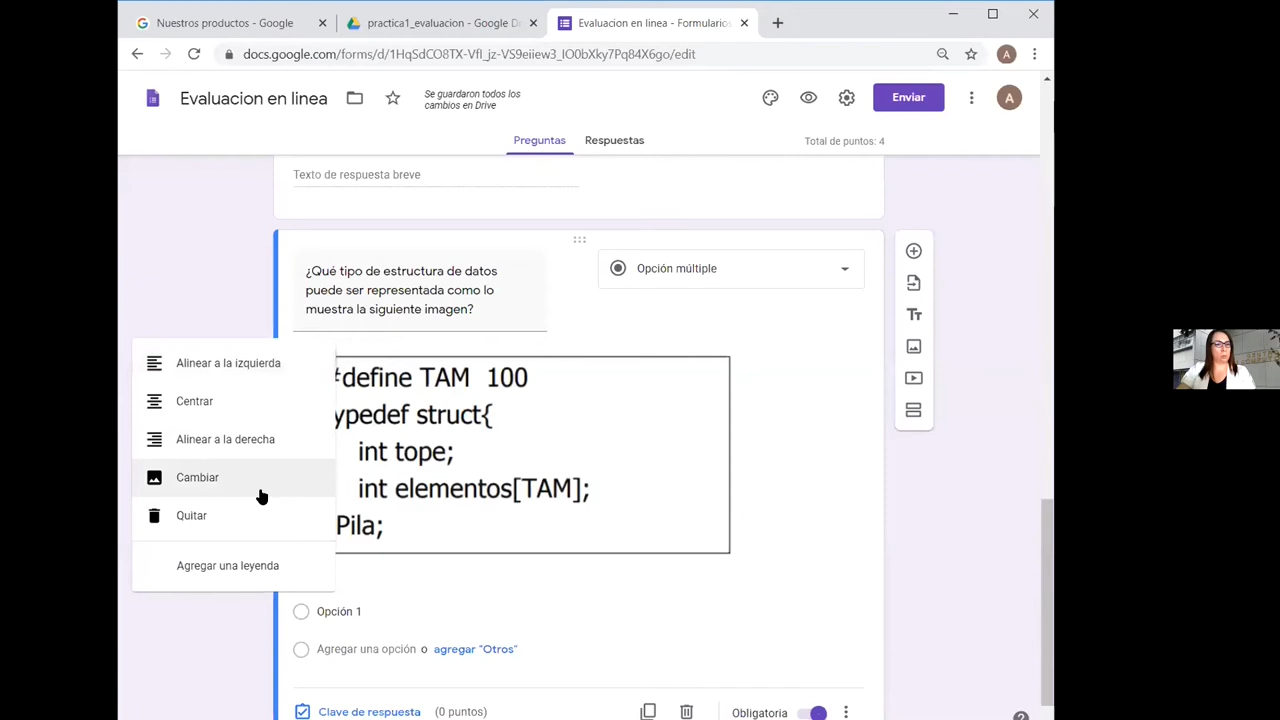 Nuestros productos - Google
practica1_evaluacion - Google D
Evaluacion en linea - Formularios
docs.google.com/forms/d/1HqSdCO8TX-Vfl_jz-VS9eiiew3_IO0bXky7Pq84X6go/edit
A
Evaluacion en linea
Se guardaron todos los
cambios en Drive
Enviar
A
Preguntas
Respuestas
Total de puntos: 4
Texto de respuesta breve
¿Qué tipo de estructura de datos
puede ser representada como lo
muestra la siguiente imagen?
Opción múltiple
Tт
Alinear a la izquierda
Centrar
Alinear a la derecha
Cambiar
Quitar
Agregar una leyenda
#define TAM 100
ypedef struct{
int tope;
int elementos[TAM];
Pila;
Opción 1
Agregar una opción o agregar "Otros"
Clave de respuesta (0 puntos)
Obligatoria